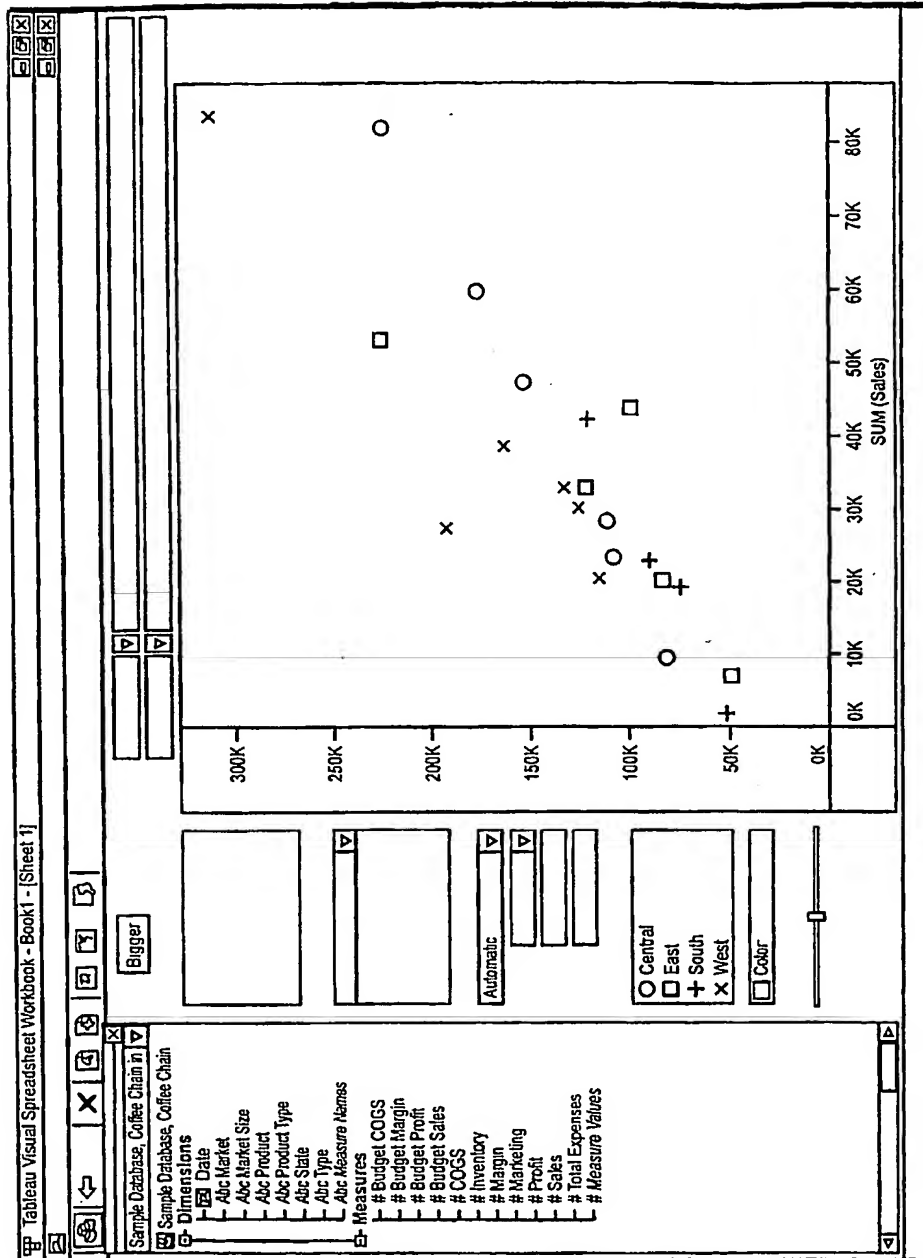 Tableau Visual Spreadsheet Workbook - Book1 - [Sheet 1]
Sample Database, Coffee Chain in
Sample Database, Coffee Chain
Dimensions
Date
Abc Market
Abc Market Size
Abc Product
Abc Product Type
Abc State
Abc Type
Abc Measure Names
Measures
# Budget COGS
# Budget Margin
# Budget Profit
# Budget Sales
# COGS
# Inventory
# Margin
# Marketing
# Profit
# Sales
# Total Expenses
# Measure Values
Bigger
Automatic
Central
East
South
West
Color
300K
250K
200K
150K
100K
50K
0K
0K 10K 20K 30K 40K 50K 60K 70K 80K
SUM (Sales)